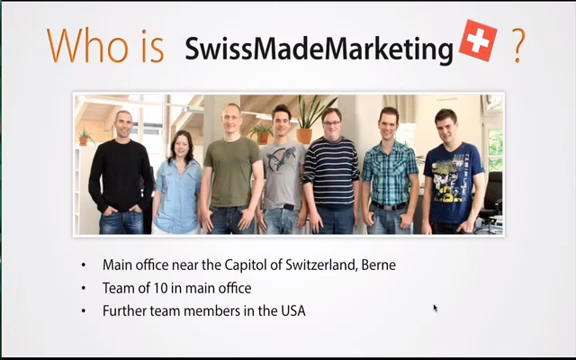 Who is SwissMadeMarketing ?
• Main office near the Capitol of Switzerland, Berne
• Team of 10 in main office
• Further team members in the USA